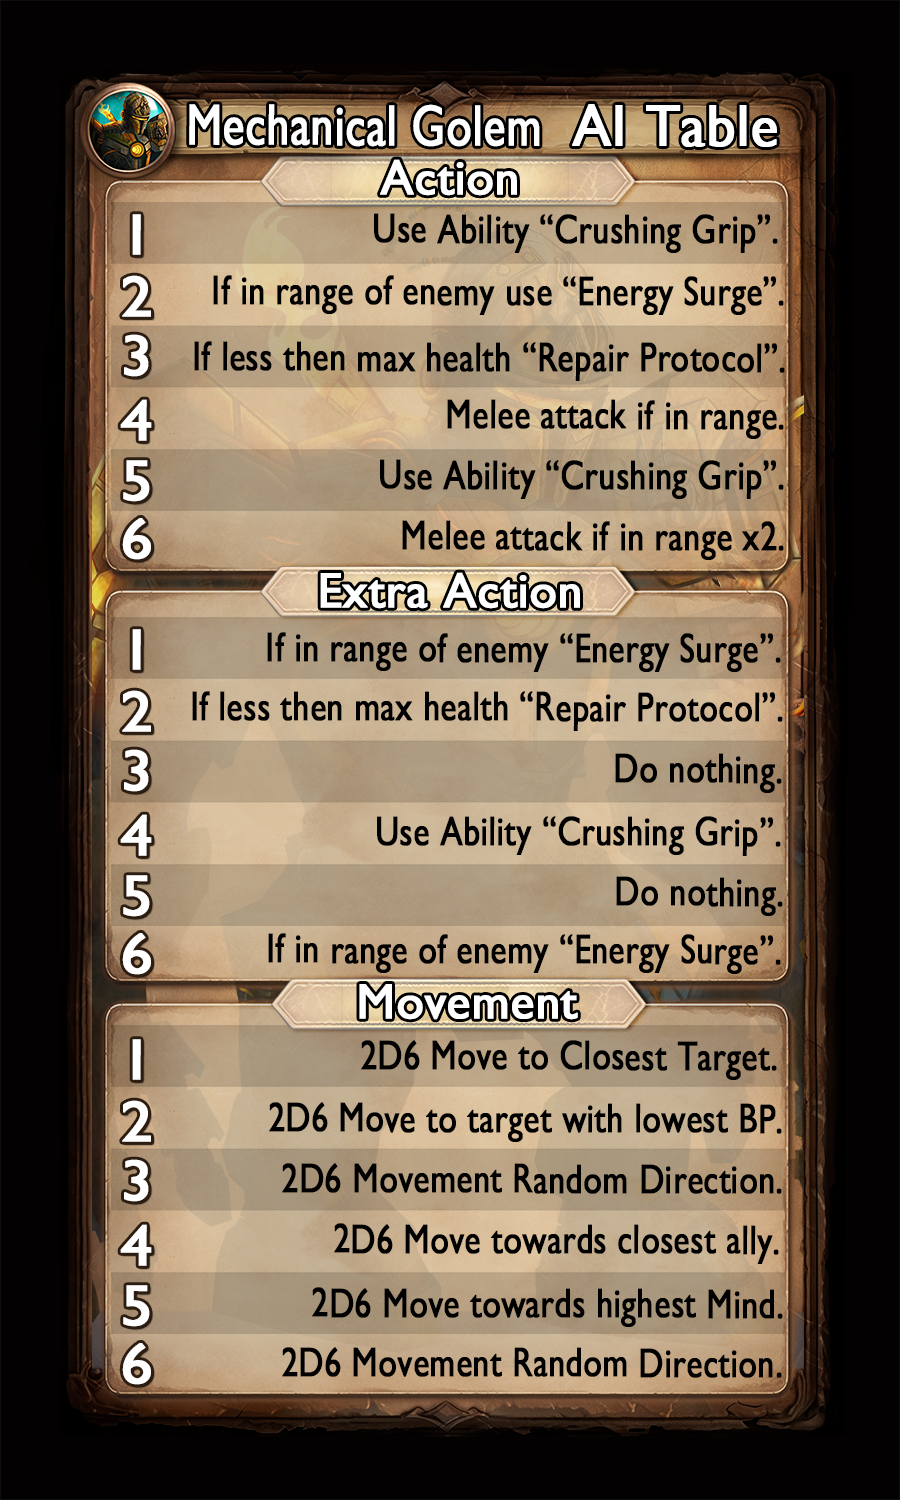 Mechanical Golem AI Table
Action
1 Use Ability “Crushing Grip”.
2 If in range of enemy use “Energy Surge”.
3 If less then max health “Repair Protocol”.
4 Melee attack if in range.
5 Use Ability “Crushing Grip”.
6 Melee attack if in range x2.
Extra Action
1 If in range of enemy “Energy Surge”.
2 If less then max health “Repair Protocol”.
3 Do nothing.
4 Use Ability “Crushing Grip”.
5 Do nothing.
6 If in range of enemy “Energy Surge”.
Movement
1 2D6 Move to Closest Target.
2 2D6 Move to target with lowest BP.
3 2D6 Movement Random Direction.
4 2D6 Move towards closest ally.
5 2D6 Move towards highest Mind.
6 2D6 Movement Random Direction.